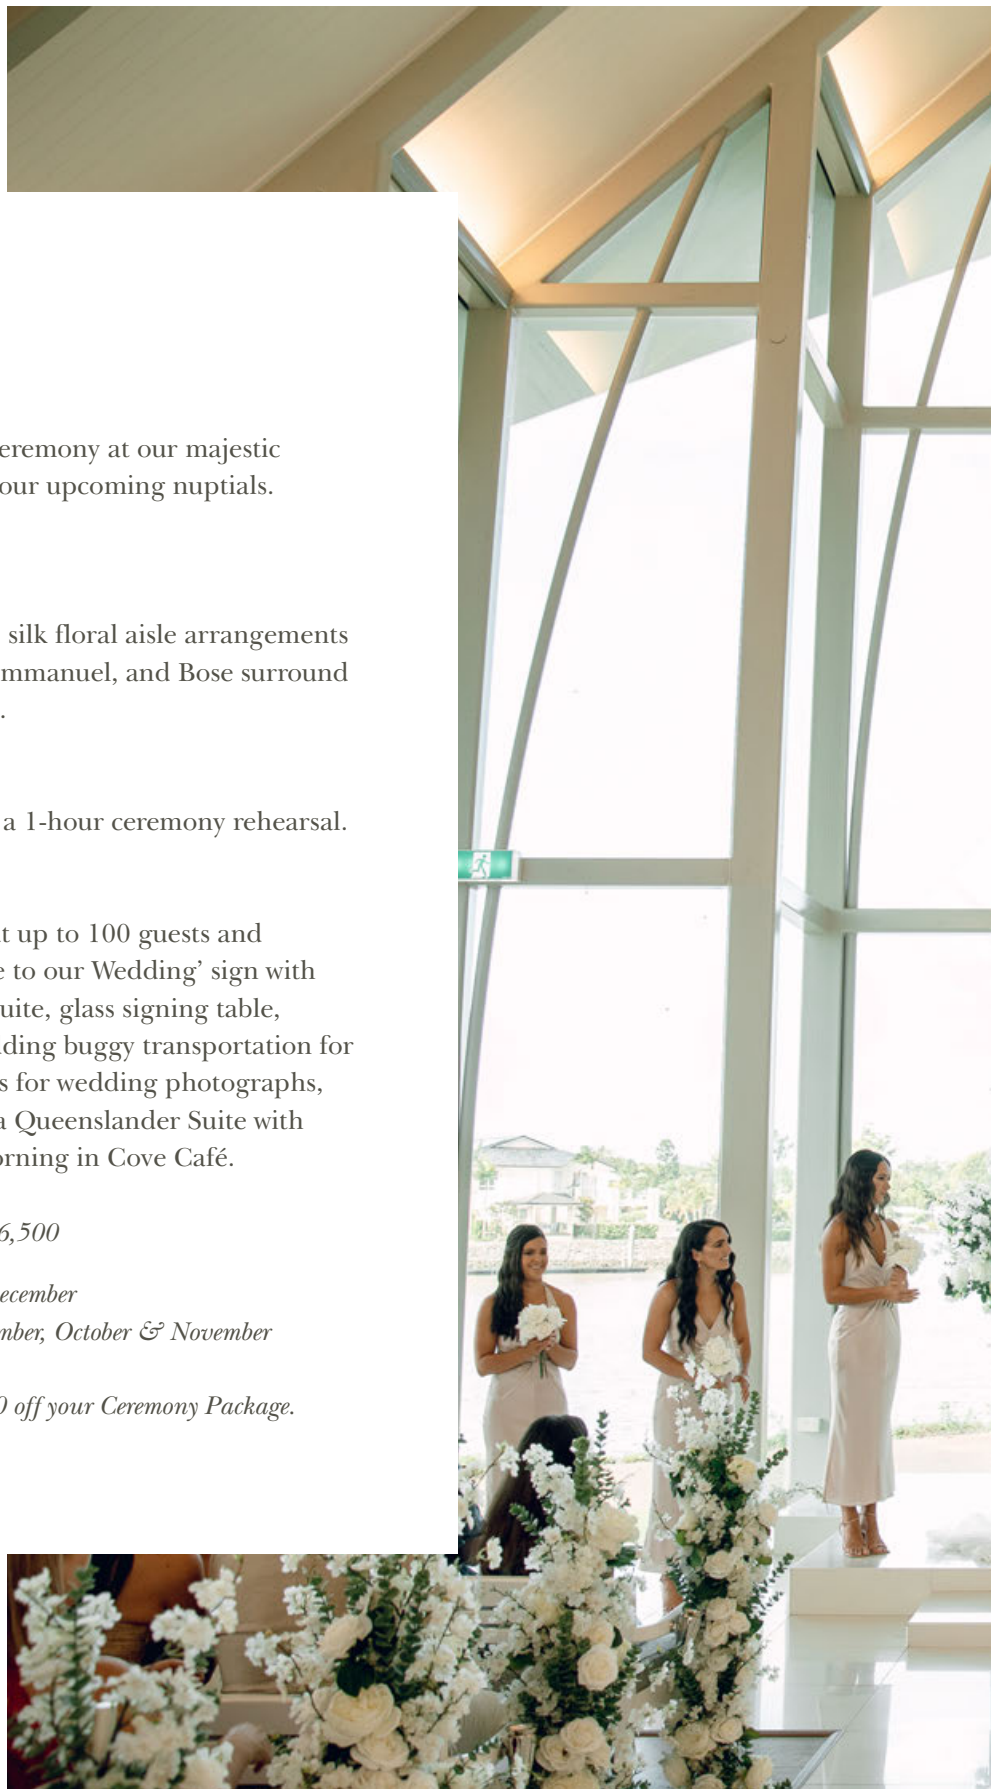 eremony at our majestic
our upcoming nuptials.
silk floral aisle arrangements
mmanuel, and Bose surround
.
a 1-hour ceremony rehearsal.
t up to 100 guests and
e to our Wedding’ sign with
uite, glass signing table,
ding buggy transportation for
s for wedding photographs,
a Queenslander Suite with
orning in Cove Café.
6,500
ecember
mber, October & November
0 off your Ceremony Package.